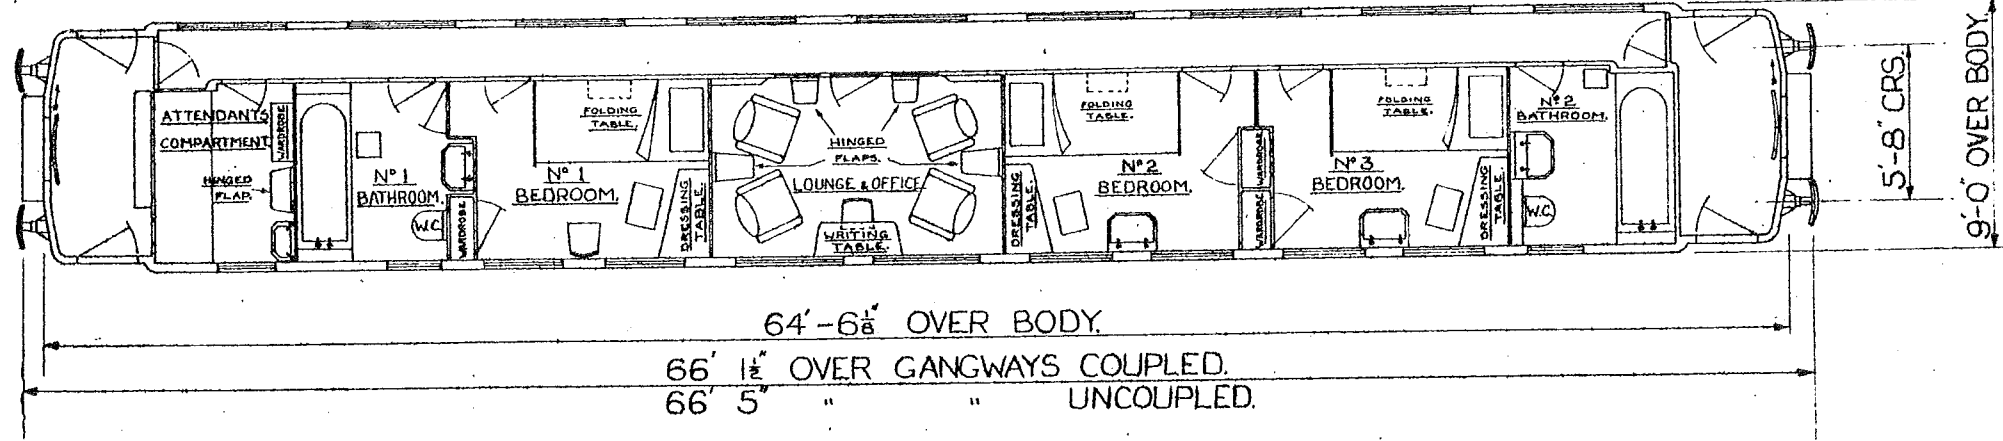 ATTENDANTS
COMPARTMENT.
WARDROBE
HINGED
FLAP.
Nº 1
BATHROOM.
W.C.
WARDROBE
FOLDING
TABLE.
Nº 1
BEDROOM.
DRESSING
TABLE.
HINGED
FLAPS.
LOUNGE & OFFICE.
WRITING
TABLE.
FOLDING
TABLE.
Nº 2
BEDROOM.
DRESSING
TABLE.
WARDROBE
WARDROBE
FOLDING
TABLE.
Nº 3
BEDROOM.
DRESSING
TABLE.
Nº 2
BATHROOM.
W.C.
5'-8" CRS.
9'-0" OVER BODY.
64'-6⅛" OVER BODY.
66' 1½" OVER GANGWAYS COUPLED.
66' 5" " " UNCOUPLED.